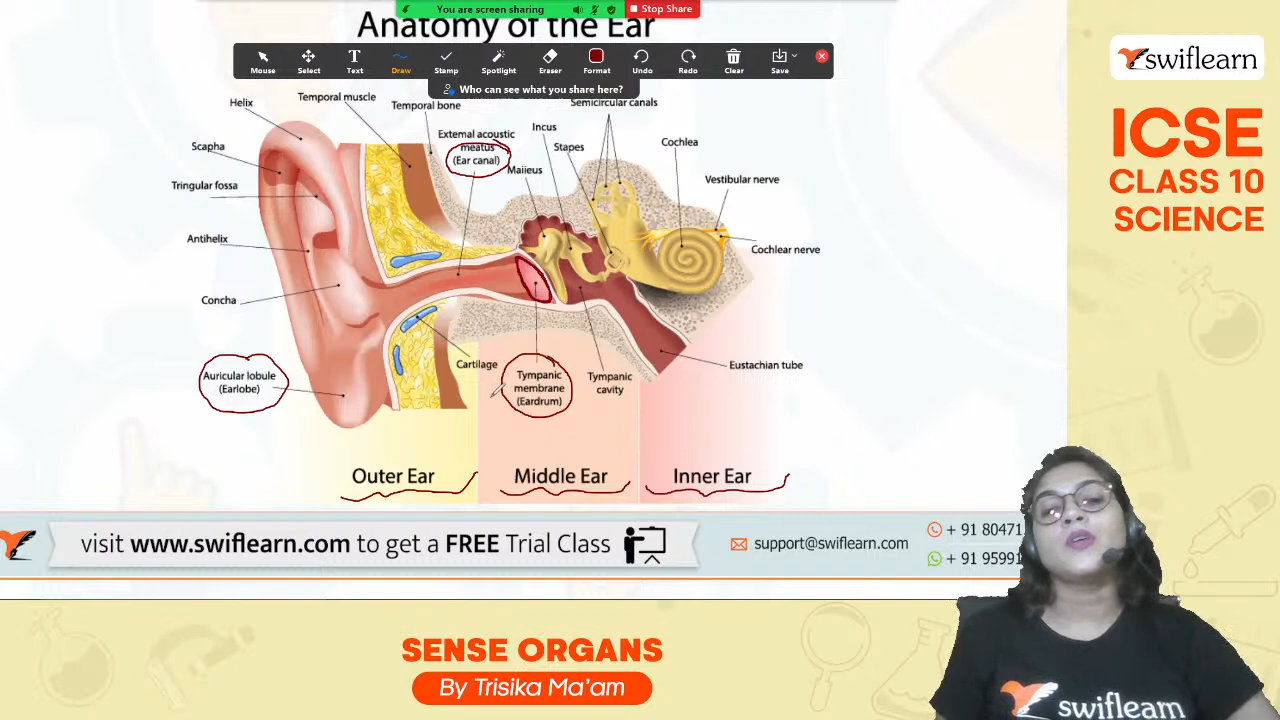 Anatomy of the Ear
You are screen sharing
Stop Share
Mouse
Select
Text
Draw
Stamp
Spotlight
Eraser
Format
Undo
Redo
Clear
Save
Who can see what you share here?
Helix
Temporal muscle
Temporal bone
External acoustic
meatus
(Ear canal)
Incus
Stapes
Malleus
Semicircular canals
Cochlea
Vestibular nerve
Cochlear nerve
Scapha
Tringular fossa
Antihelix
Concha
Auricular lobule
(Earlobe)
Cartilage
Tympanic
membrane
(Eardrum)
Tympanic
cavity
Eustachian tube
Outer Ear
Middle Ear
Inner Ear
visit www.swiflearn.com to get a FREE Trial Class
support@swiflearn.com
+ 91 80471
+ 91 95991
swiflearn
ICSE
CLASS 10
SCIENCE
SENSE ORGANS
By Trisika Ma'am
swiflearn